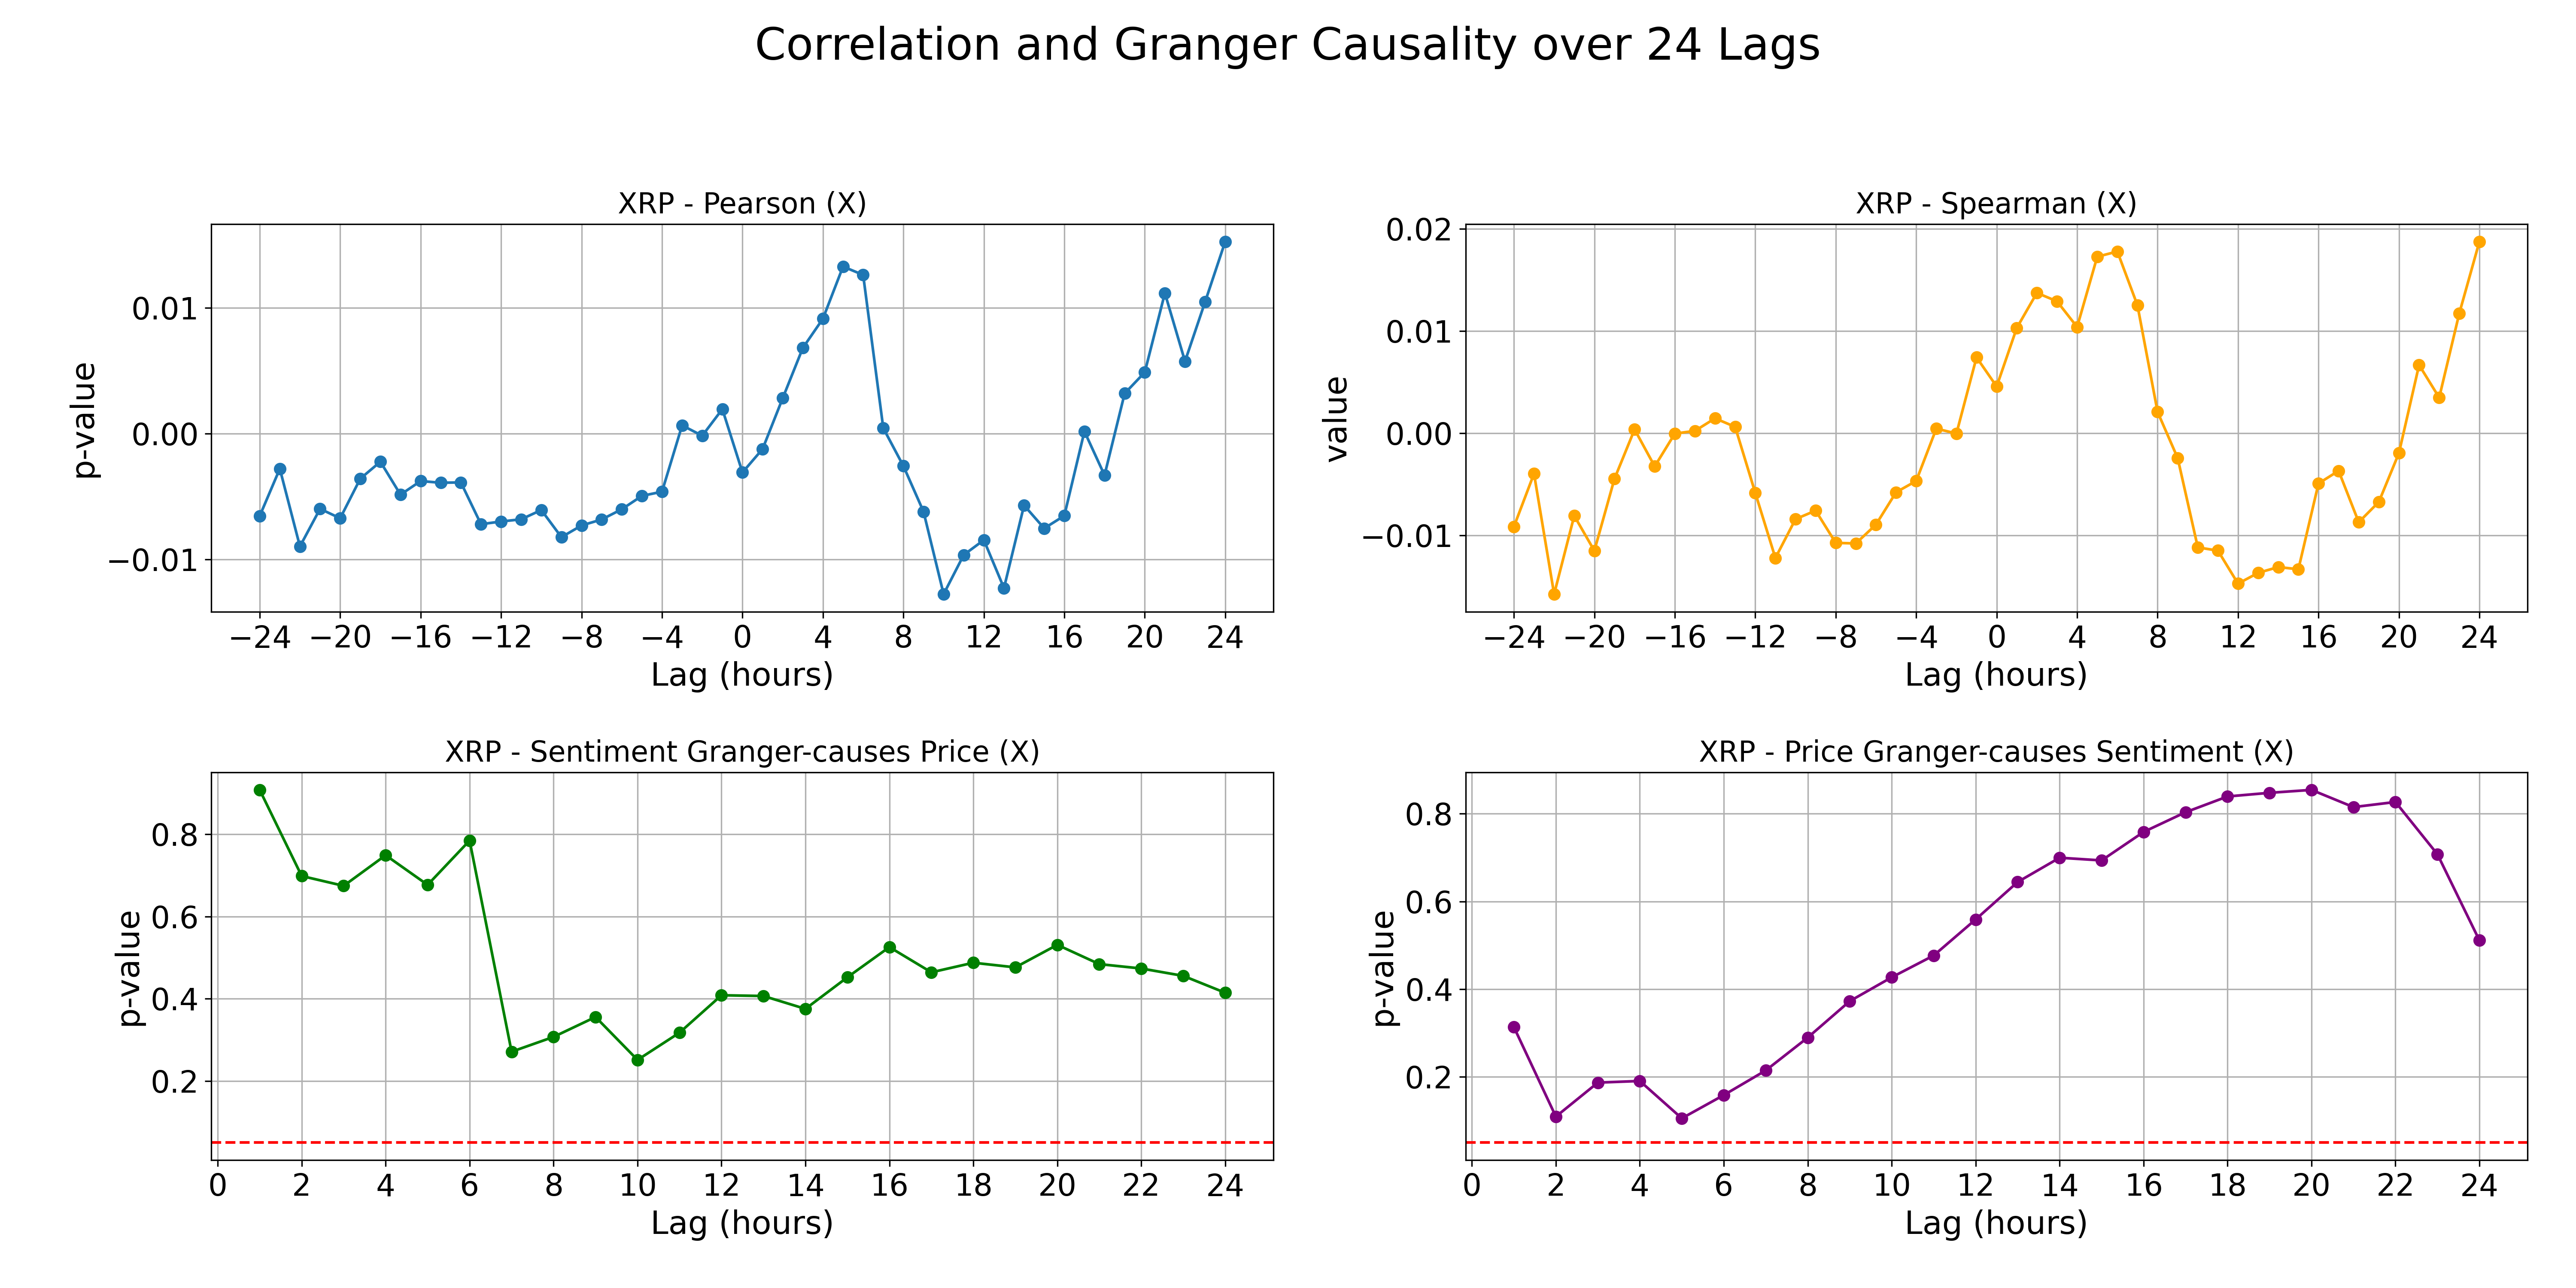 Correlation and Granger Causality over 24 Lags
XRP - Pearson (X)
p-value
0.01
0.00
−0.01
−24 −20 −16 −12 −8 −4 0 4 8 12 16 20 24
Lag (hours)
XRP - Spearman (X)
value
0.02
0.01
0.00
−0.01
−24 −20 −16 −12 −8 −4 0 4 8 12 16 20 24
Lag (hours)
XRP - Sentiment Granger-causes Price (X)
p-value
0.8
0.6
0.4
0.2
0 2 4 6 8 10 12 14 16 18 20 22 24
Lag (hours)
XRP - Price Granger-causes Sentiment (X)
p-value
0.8
0.6
0.4
0.2
0 2 4 6 8 10 12 14 16 18 20 22 24
Lag (hours)